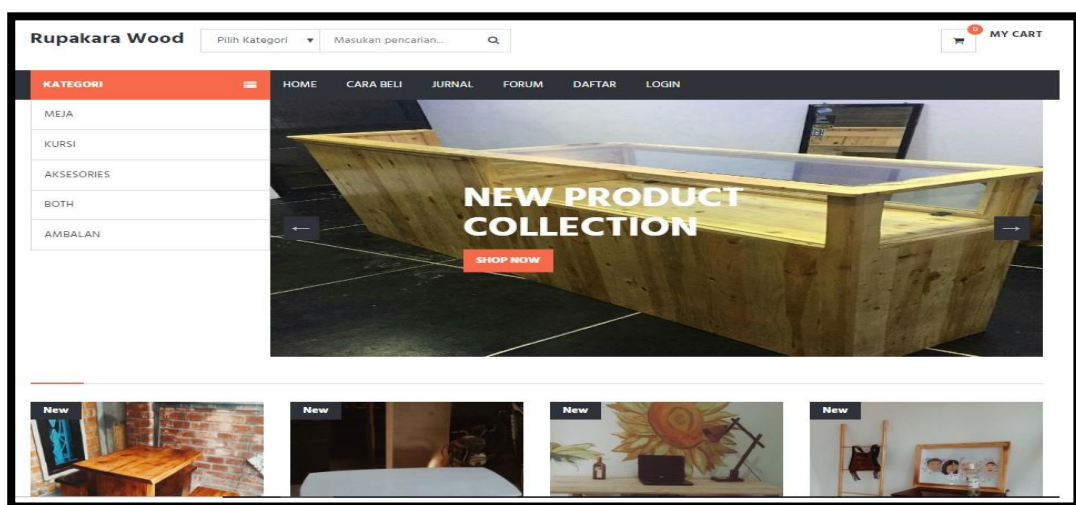 Rupakara Wood
Pilih Kategori
Masukan pencarian...
0
MY CART
KATEGORI
HOME CARA BELI JURNAL FORUM DAFTAR LOGIN
MEJA
KURSI
AKSESORIES
BOTH
AMBALAN
NEW PRODUCT
COLLECTION
SHOP NOW
New
New
New
New